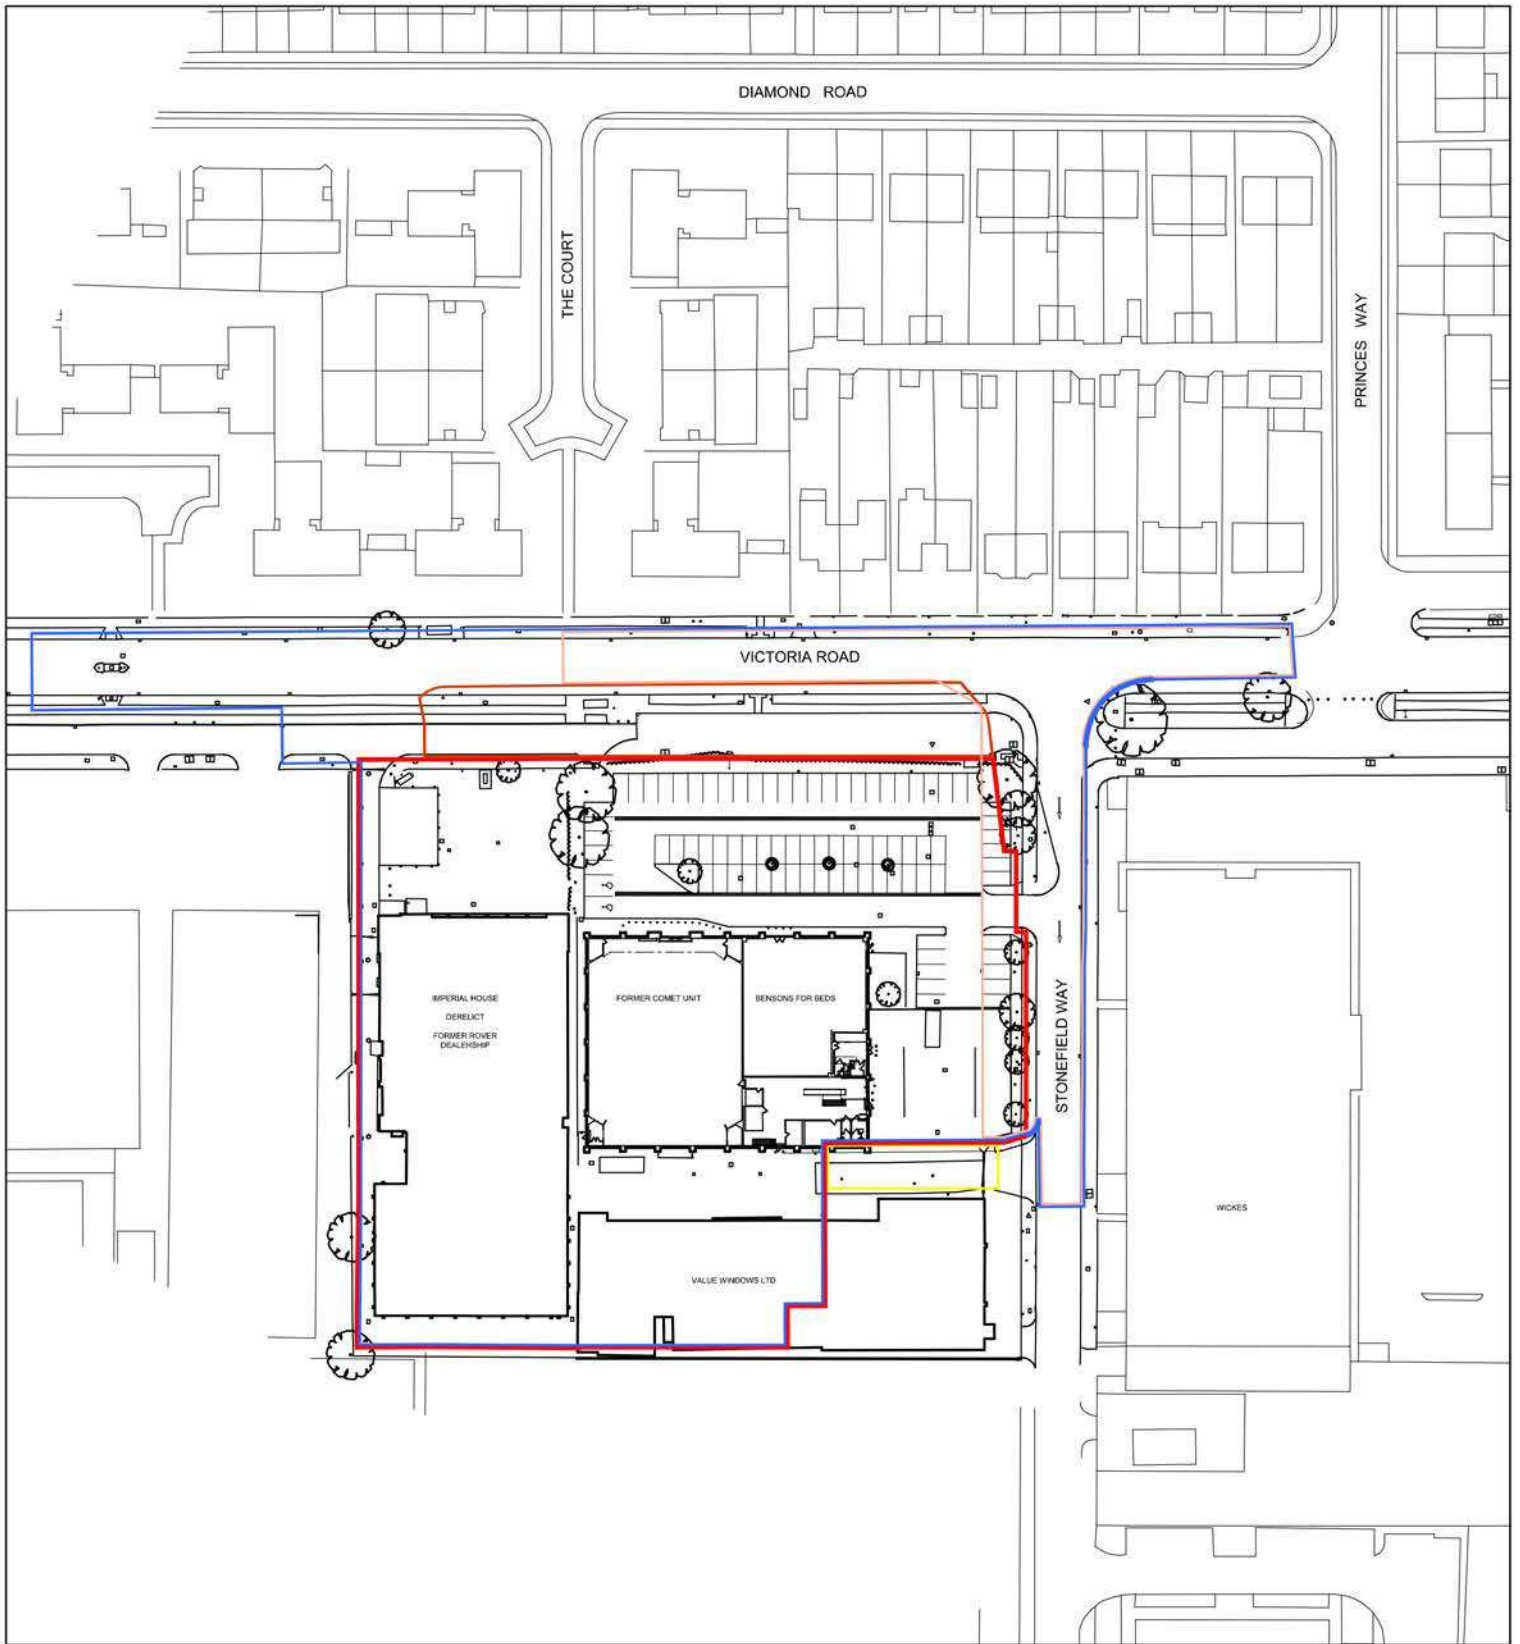 DIAMOND ROAD
THE COURT
PRINCES WAY
VICTORIA ROAD
IMPERIAL HOUSE
DERELICT
FORMER ROVER
DEALERSHIP
FORMER COMET UNIT
BENSONS FOR BEDS
STONEFIELD WAY
WICKES
VALUE WINDOWS LTD